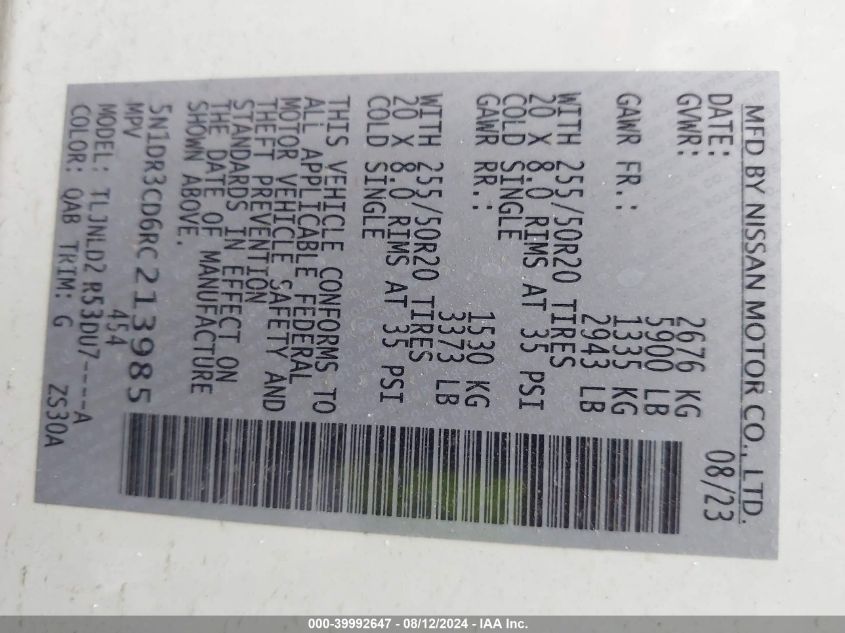 MFD BY NISSAN MOTOR CO., LTD.
DATE: 08/23
GVWR: 2676 KG
5900 LB
GAWR FR.: 1335 KG
2943 LB
WITH 255/50R20 TIRES
20 X 8.0 RIMS AT 35 PSI
COLD SINGLE
GAWR RR.: 1530 KG
3373 LB
WITH 255/50R20 TIRES
20 X 8.0 RIMS AT 35 PSI
COLD SINGLE
THIS VEHICLE CONFORMS TO
ALL APPLICABLE FEDERAL
MOTOR VEHICLE SAFETY AND
THEFT PREVENTION
STANDARDS IN EFFECT ON
THE DATE OF MANUFACTURE
SHOWN ABOVE.
5N1DR3CD6RC213985
MPV 454
MODEL: TLJNLD2 R53DU7----A
COLOR: QAB TRIM: G ZS30A
000-39992647 - 08/12/2024 - IAA Inc.